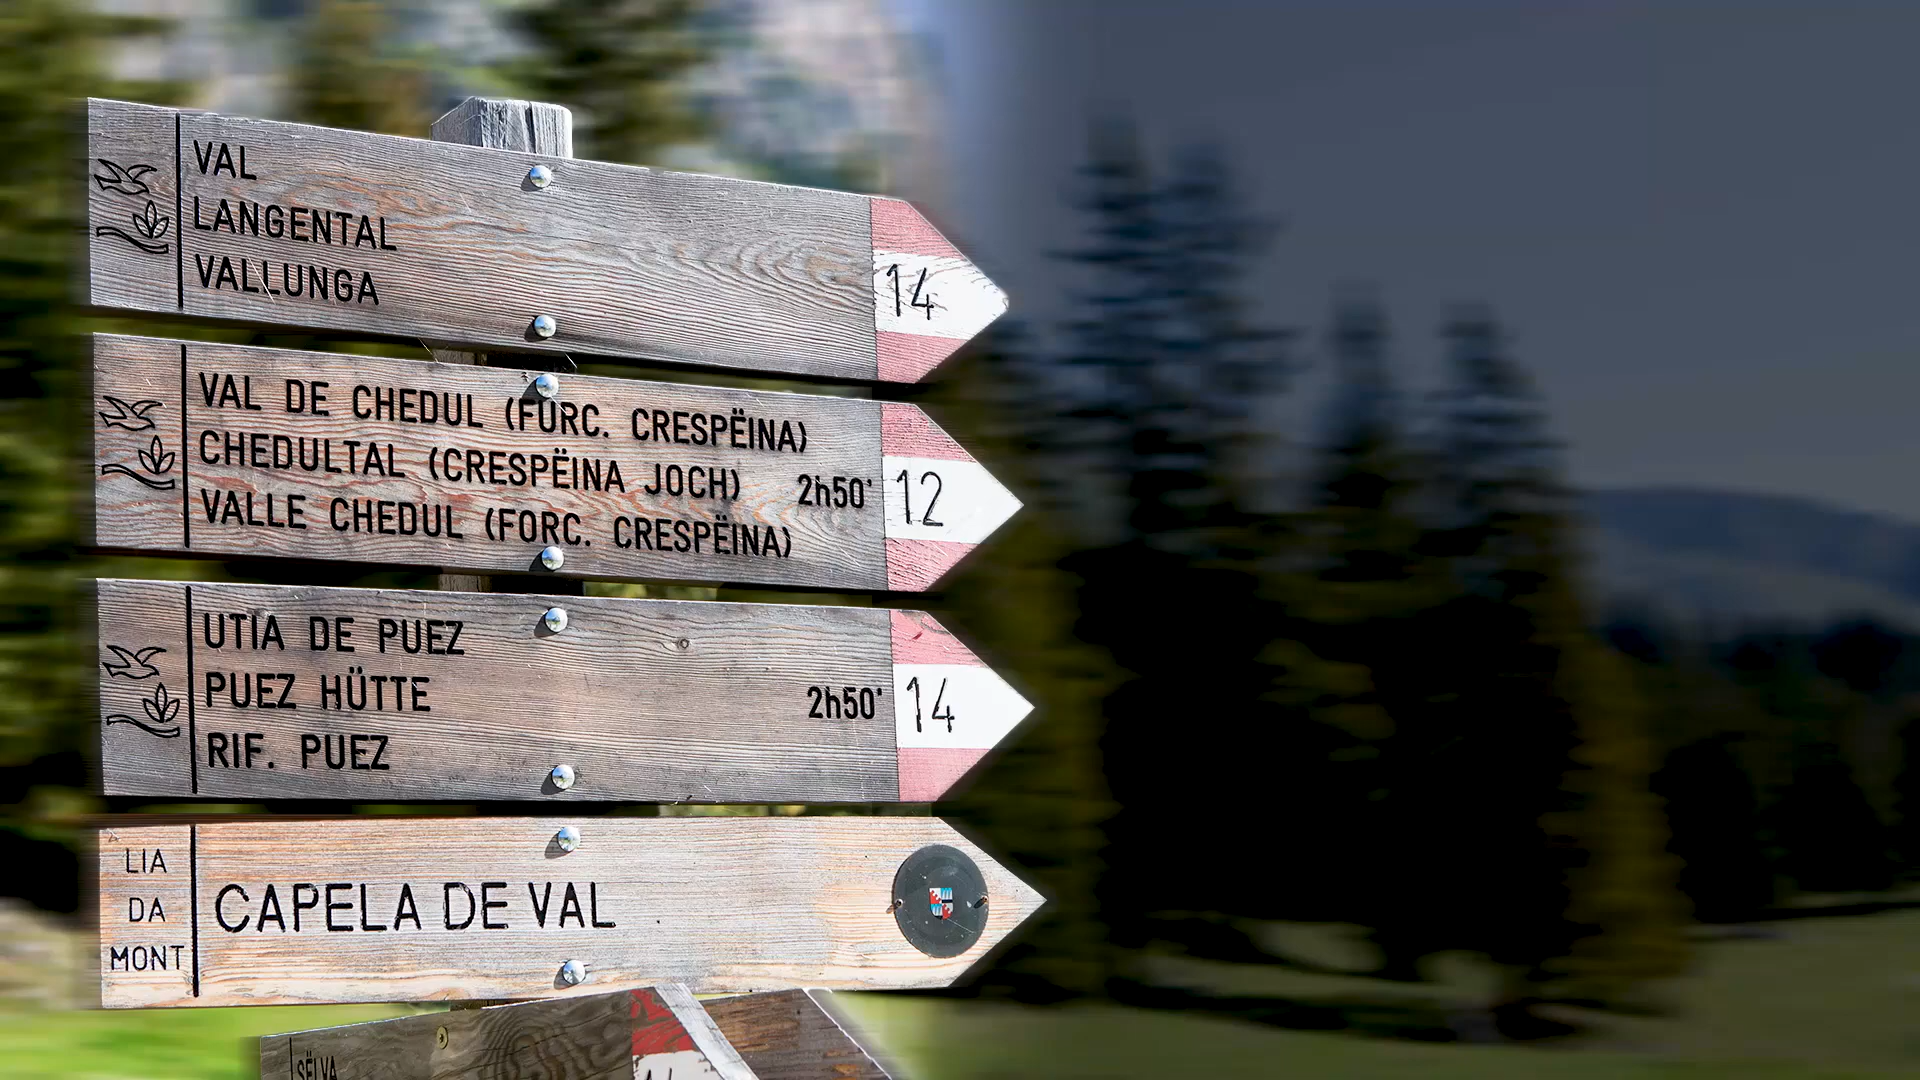 VAL
LANGENTAL
VALLUNGA
14
VAL DE CHEDUL (FURC. CRESPËINA)
CHEDULTAL (CRESPËINA JOCH) 2h50'
VALLE CHEDUL (FORC. CRESPËINA)
12
UTIA DE PUEZ
PUEZ HÜTTE
RIF. PUEZ
2h50'
14
LIA
DA
MONT
CAPELA DE VAL
SËLVA